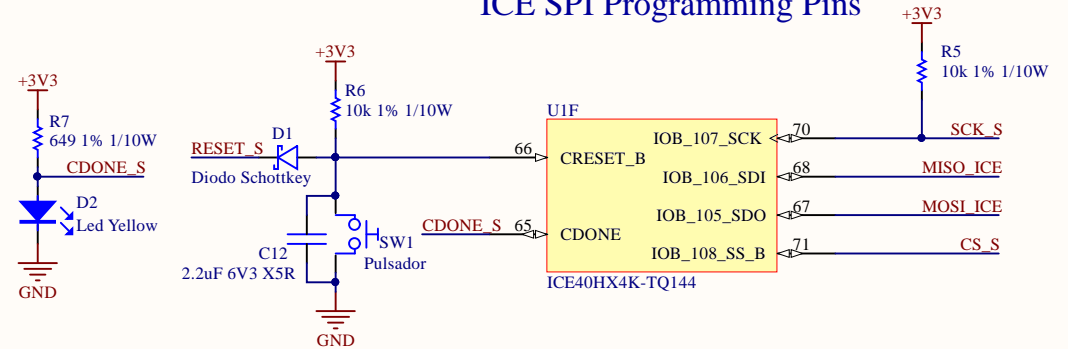 ICE SPI Programming Pins
+3V3
R7
649 1% 1/10W
CDONE_S
D2
Led Yellow
GND
+3V3
R6
10k 1% 1/10W
RESET_S
D1
Diodo Schottkey
C12
2.2uF 6V3 X5R
SW1
Pulsador
GND
CDONE_S
U1F
66
CRESET_B
65
CDONE
IOB_107_SCK
70
IOB_106_SDI
68
IOB_105_SDO
67
IOB_108_SS_B
71
ICE40HX4K-TQ144
+3V3
R5
10k 1% 1/10W
SCK_S
MISO_ICE
MOSI_ICE
CS_S